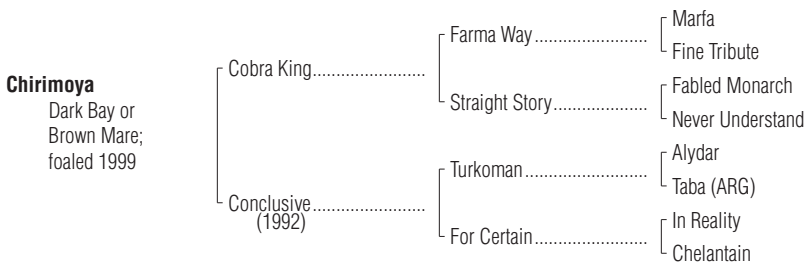 Marfa
Farma Way..........................
Fine Tribute
Cobra King..........................
Chirimoya
Fabled Monarch
Dark Bay or
Straight Story......................
Brown Mare;
Never Understand
foaled 1999
Alydar
Turkoman............................
Taba (ARG)
Conclusive..........................
(1992)
In Reality
For Certain..........................
Chelantain